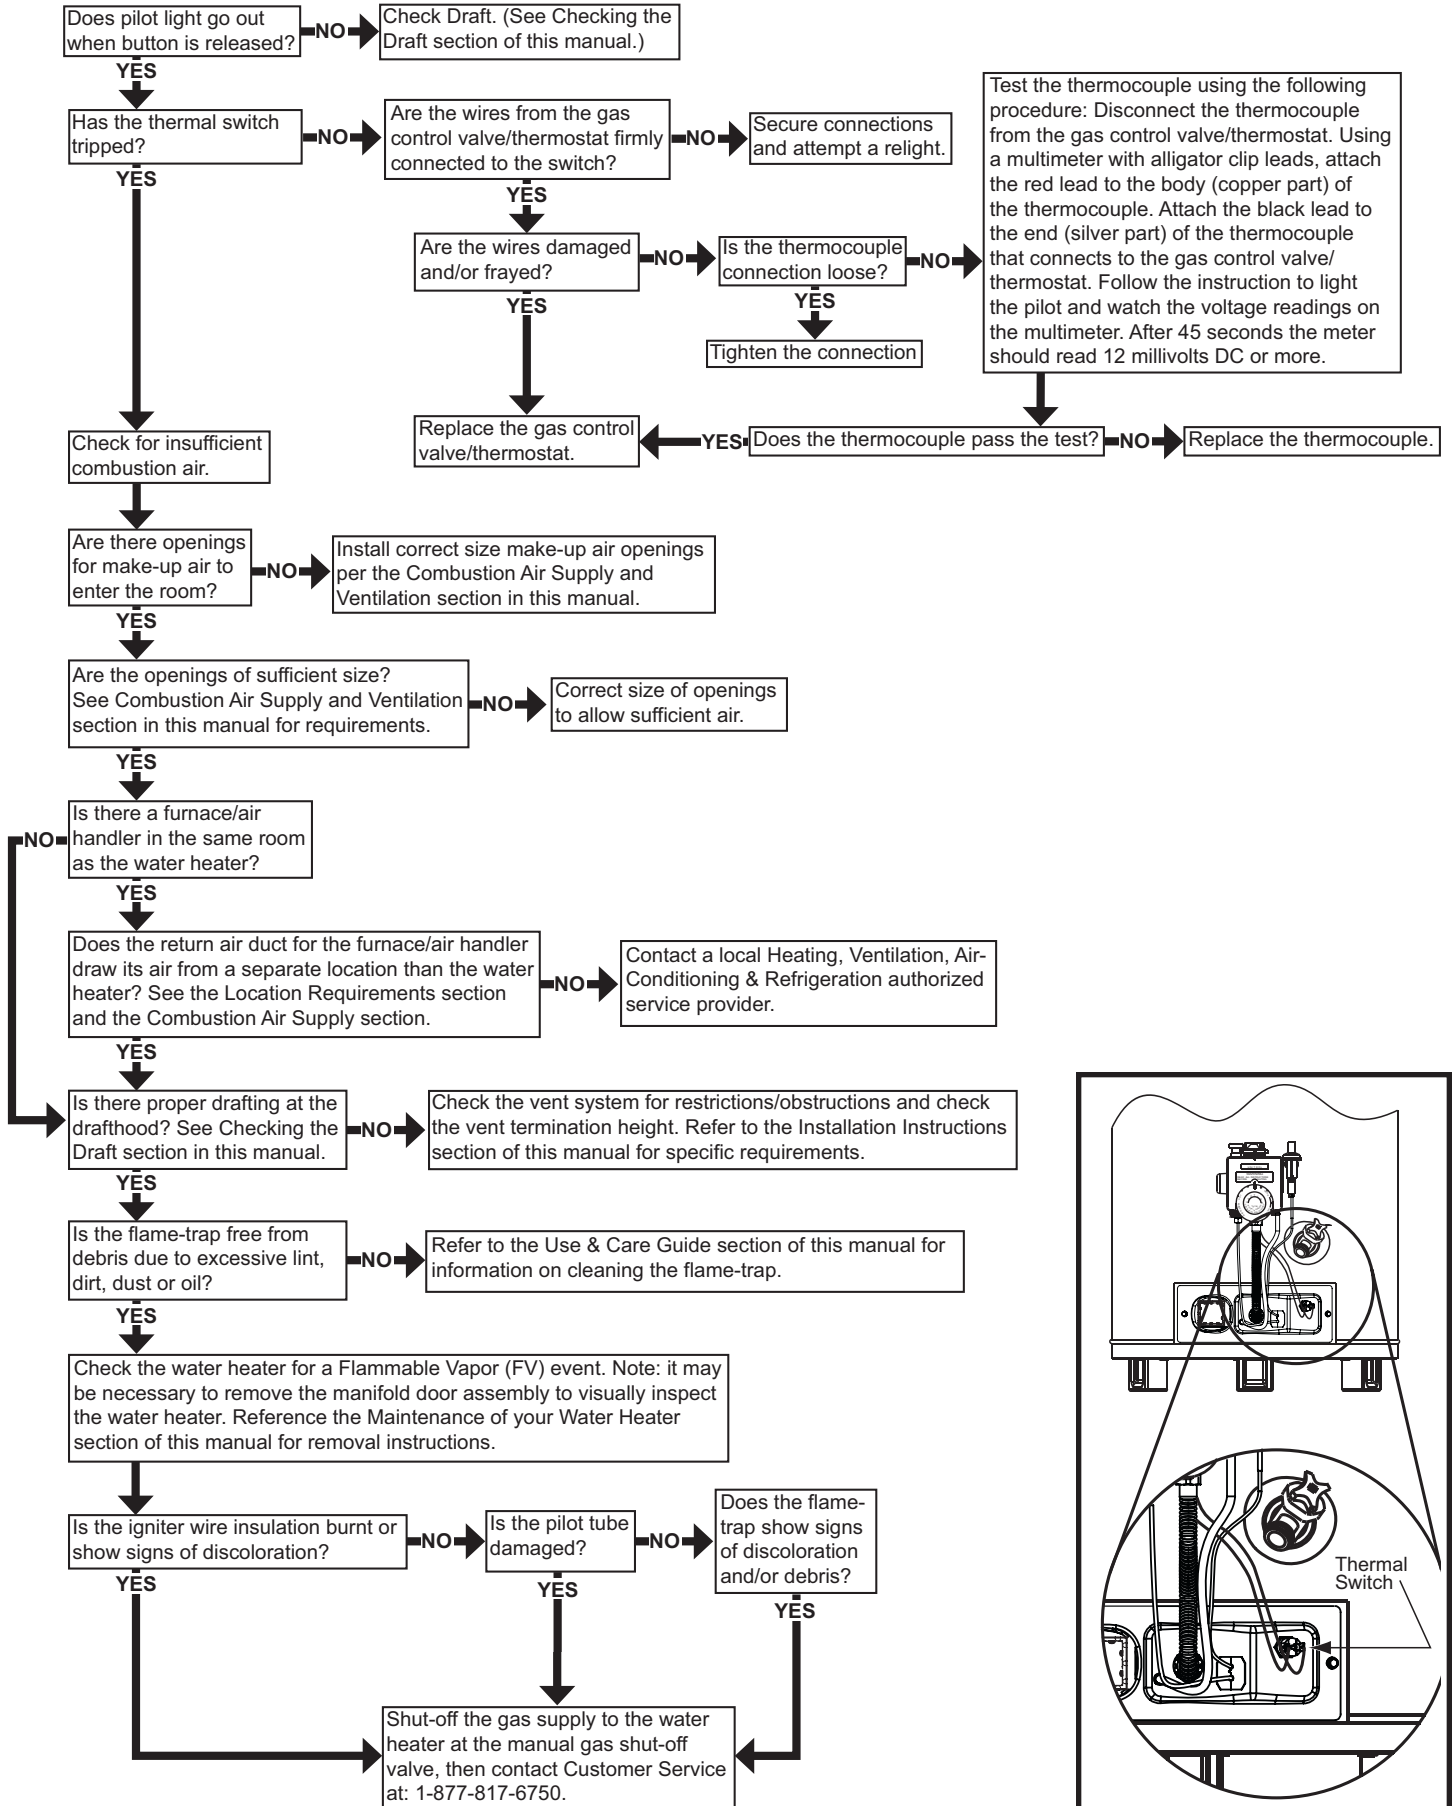 Does pilot light go out
when button is released?
NO
Check Draft. (See Checking the
Draft section of this manual.)
YES
Has the thermal switch
tripped?
NO
Are the wires from the gas
control valve/thermostat firmly
connected to the switch?
NO
Secure connections
and attempt a relight.
Test the thermocouple using the following
procedure: Disconnect the thermocouple
from the gas control valve/thermostat. Using
a multimeter with alligator clip leads, attach
the red lead to the body (copper part) of
the thermocouple. Attach the black lead to
the end (silver part) of the thermocouple
that connects to the gas control valve/
thermostat. Follow the instruction to light
the pilot and watch the voltage readings on
the multimeter. After 45 seconds the meter
should read 12 millivolts DC or more.
YES
YES
Are the wires damaged
and/or frayed?
NO
Is the thermocouple
connection loose?
NO
YES
YES
Tighten the connection
Replace the gas control
valve/thermostat.
YES
Does the thermocouple pass the test?
NO
Replace the thermocouple.
Check for insufficient
combustion air.
Are there openings
for make-up air to
enter the room?
NO
Install correct size make-up air openings
per the Combustion Air Supply and
Ventilation section in this manual.
YES
Are the openings of sufficient size?
See Combustion Air Supply and Ventilation
section in this manual for requirements.
NO
Correct size of openings
to allow sufficient air.
YES
Is there a furnace/air
handler in the same room
as the water heater?
NO
YES
Does the return air duct for the furnace/air handler
draw its air from a separate location than the water
heater? See the Location Requirements section
and the Combustion Air Supply section.
NO
Contact a local Heating, Ventilation, Air-
Conditioning & Refrigeration authorized
service provider.
YES
Is there proper drafting at the
drafthood? See Checking the
Draft section in this manual.
NO
Check the vent system for restrictions/obstructions and check
the vent termination height. Refer to the Installation Instructions
section of this manual for specific requirements.
YES
Is the flame-trap free from
debris due to excessive lint,
dirt, dust or oil?
NO
Refer to the Use & Care Guide section of this manual for
information on cleaning the flame-trap.
YES
Check the water heater for a Flammable Vapor (FV) event. Note: it may
be necessary to remove the manifold door assembly to visually inspect
the water heater. Reference the Maintenance of your Water Heater
section of this manual for removal instructions.
Is the igniter wire insulation burnt or
show signs of discoloration?
NO
Is the pilot tube
damaged?
NO
Does the flame-
trap show signs
of discoloration
and/or debris?
YES
YES
YES
Shut-off the gas supply to the water
heater at the manual gas shut-off
valve, then contact Customer Service
at: 1-877-817-6750.
Thermal
Switch